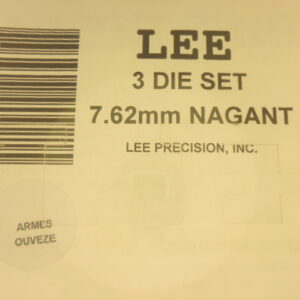 LEE
3 DIE SET
7.62mm NAGANT
LEE PRECISION, INC.
ARMES
OUVEZE